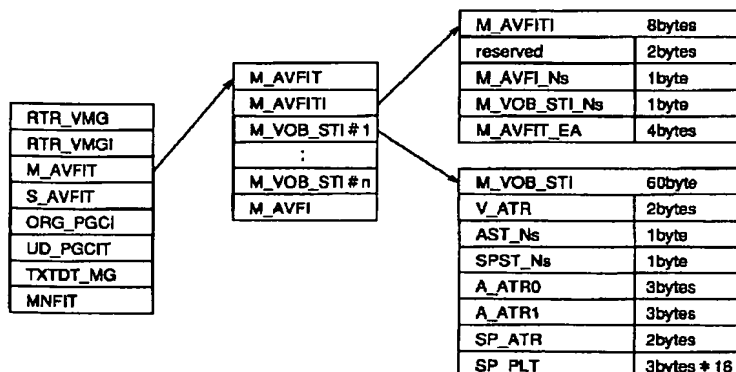 RTR_VMG
RTR_VMGI
M_AVFIT
S_AVFIT
ORG_PGCI
UD_PGCIT
TXTDT_MG
MNFIT
M_AVFIT
M_AVFITI
M_VOB_STI # 1
:
M_VOB_STI # n
M_AVFI
M_AVFITI 8bytes
reserved 2bytes
M_AVFI_Ns 1byte
M_VOB_STI_Ns 1byte
M_AVFIT_EA 4bytes
M_VOB_STI 60byte
V_ATR 2bytes
AST_Ns 1byte
SPST_Ns 1byte
A_ATR0 3bytes
A_ATR1 3bytes
SP_ATR 2bytes
SP_PLT 3bytes * 16